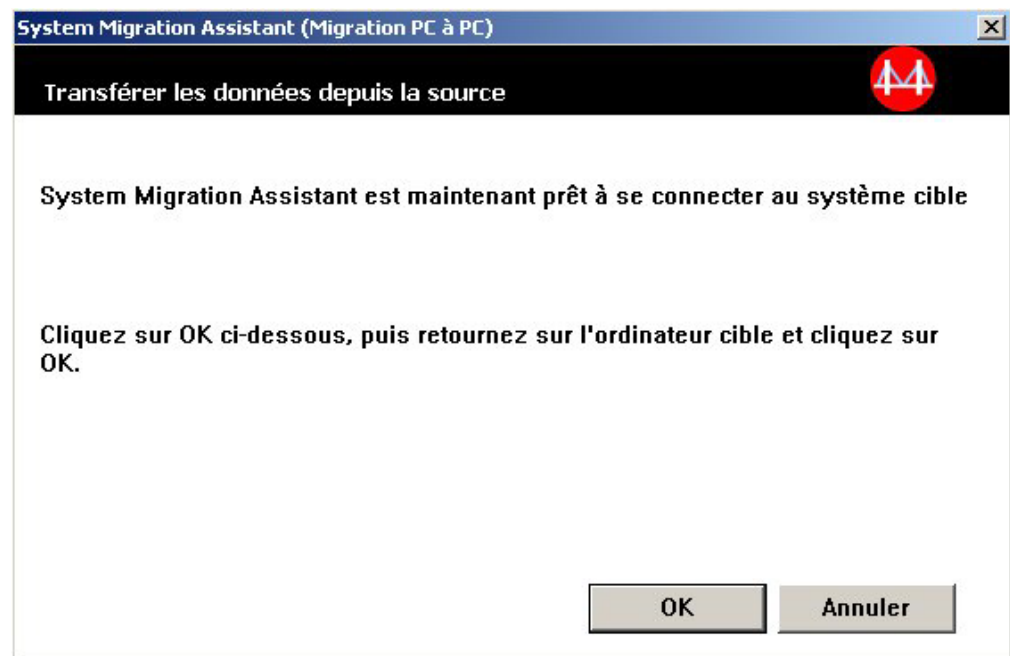 System Migration Assistant (Migration PC à PC)
Transférer les données depuis la source
System Migration Assistant est maintenant prêt à se connecter au système cible
Cliquez sur OK ci-dessous, puis retournez sur l'ordinateur cible et cliquez sur
OK.
OK
Annuler